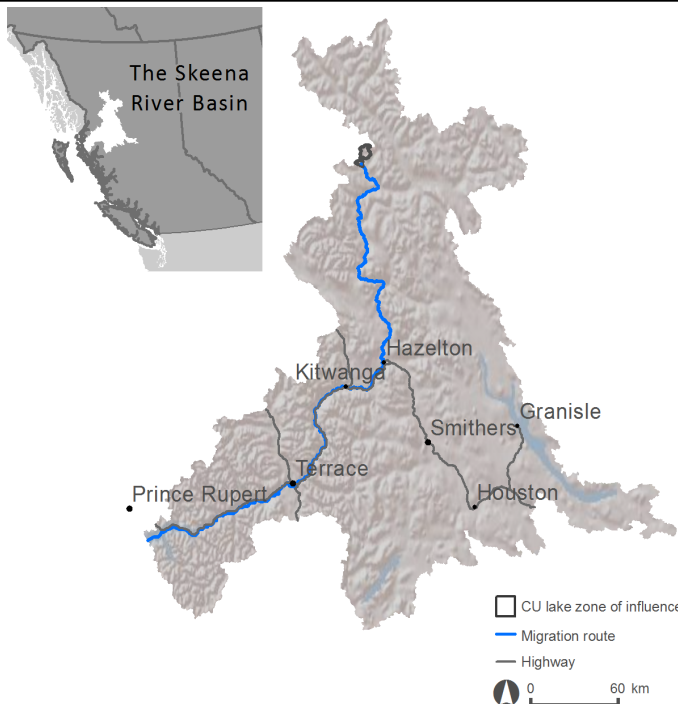 The Skeena
River Basin
Hazelton
Kitwanga
Granisle
Smithers
Terrace
Prince Rupert
Houston
CU lake zone of influence
Migration route
Highway
0 60 km